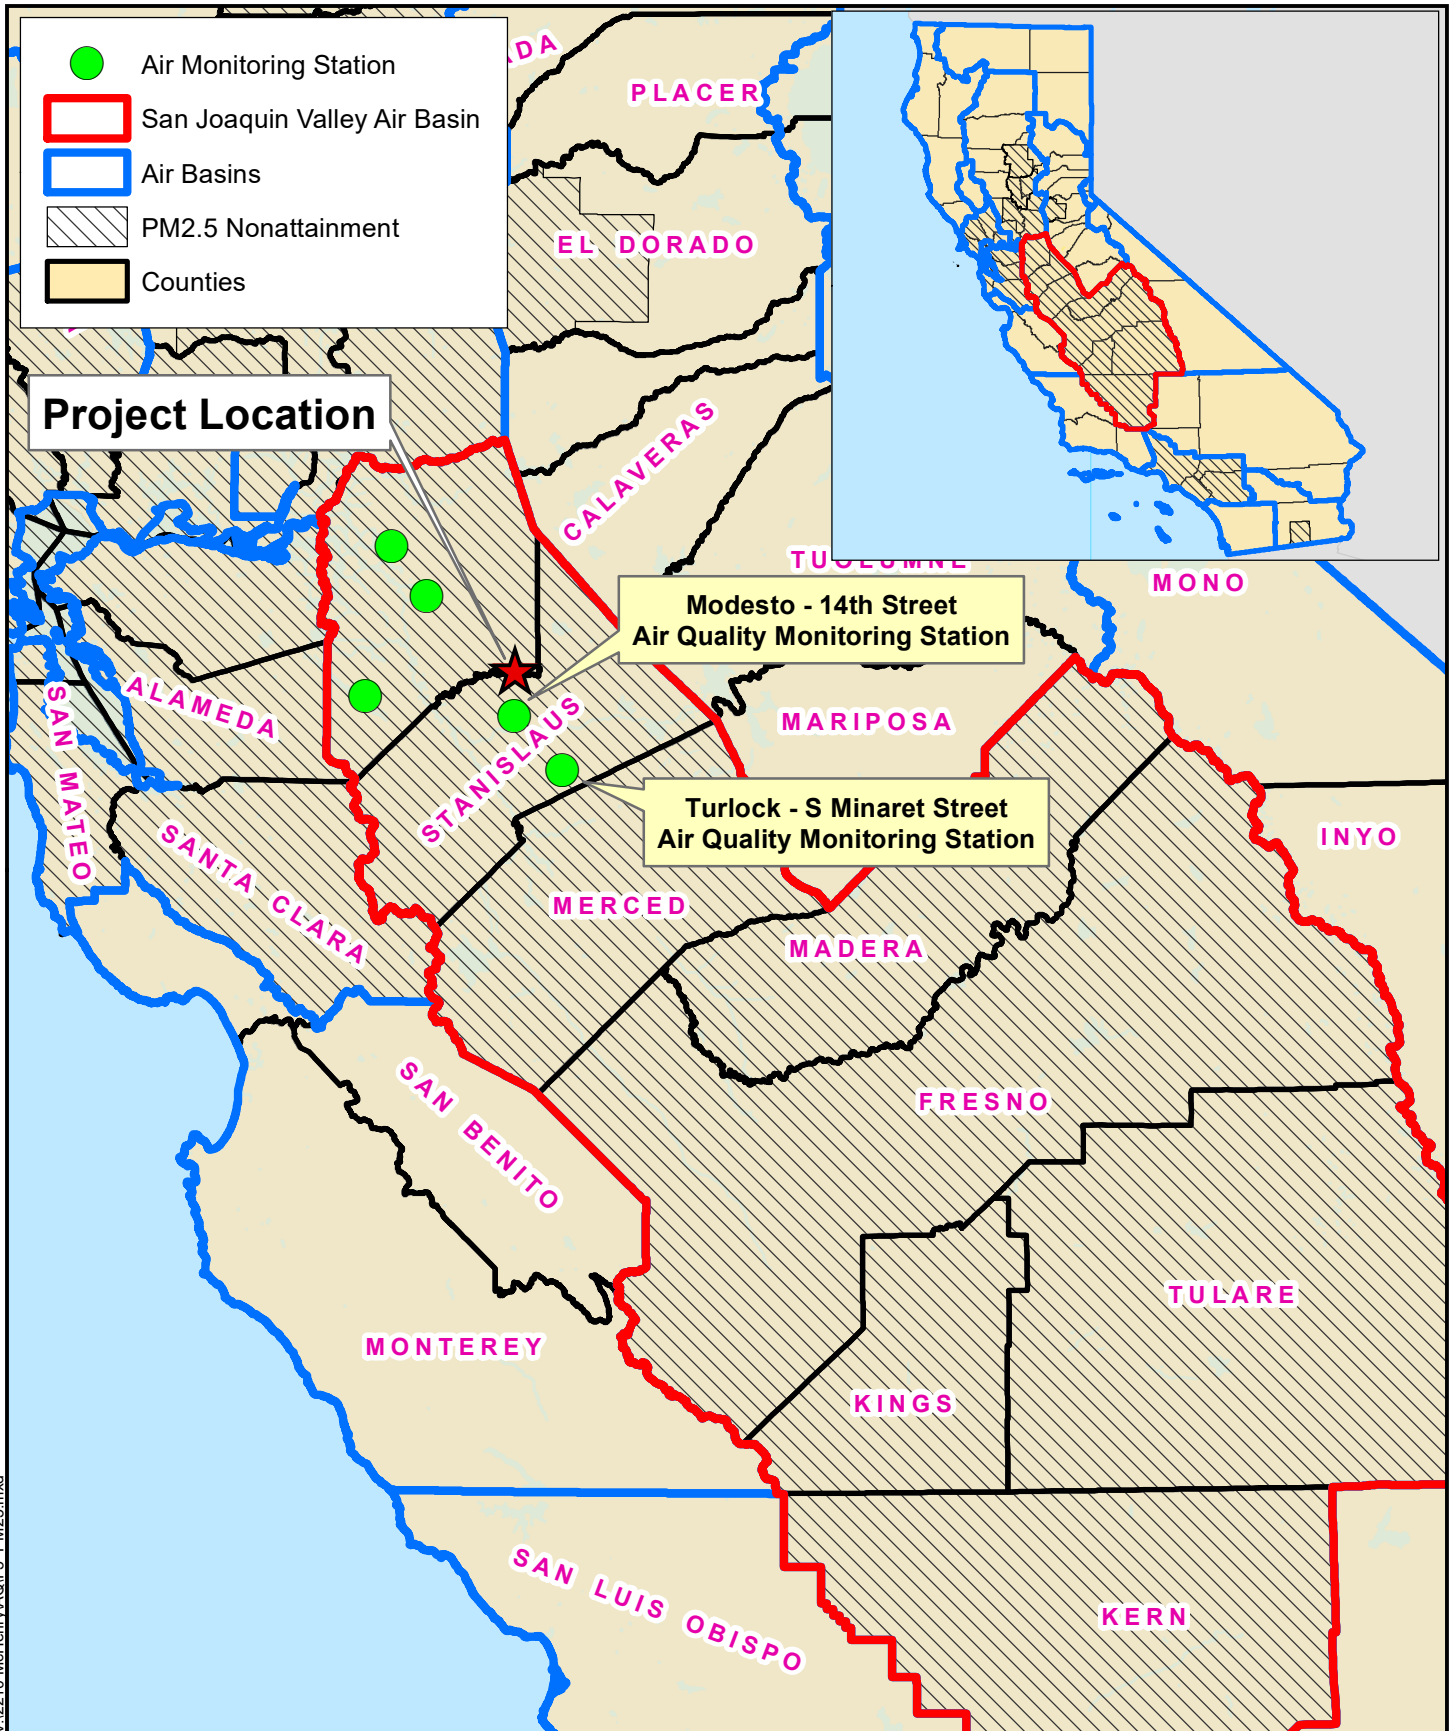 Air Monitoring Station
San Joaquin Valley Air Basin
Air Basins
PM2.5 Nonattainment
Counties
ADA
PLACER
EL DORADO
Project Location
CALAVERAS
TUOLUMNE
MONO
Modesto - 14th Street
Air Quality Monitoring Station
ALAMEDA
SAN MATEO
STANISLAUS
MARIPOSA
Turlock - S Minaret Street
Air Quality Monitoring Station
INYO
SANTA CLARA
MERCED
MADERA
SAN BENITO
FRESNO
TULARE
MONTEREY
KINGS
SAN LUIS OBISPO
KERN